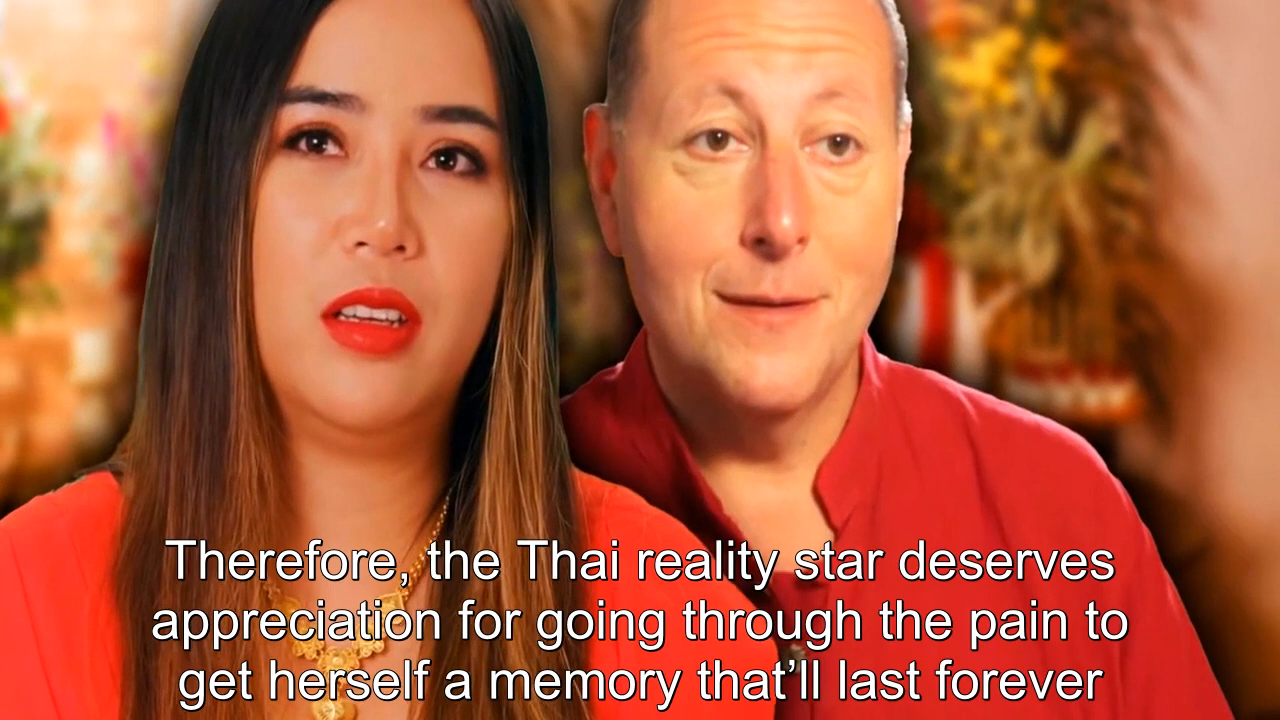 Therefore, the Thai reality star deserves
appreciation for going through the pain to
get herself a memory that’ll last forever